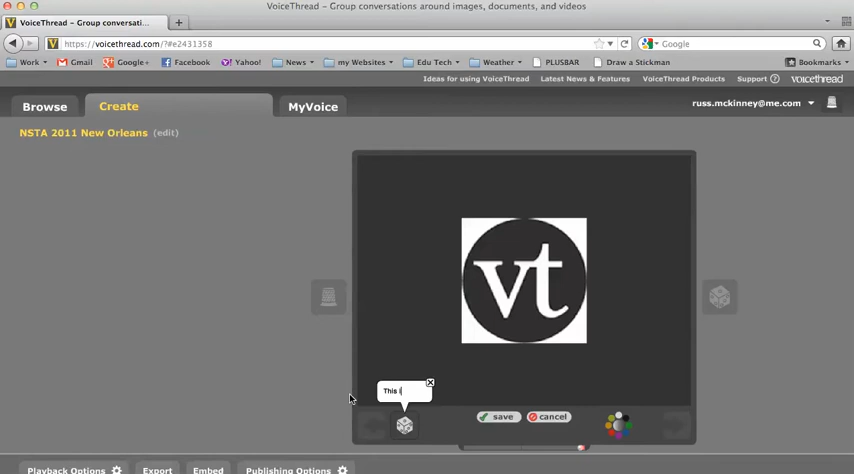 VoiceThread – Group conversations around images, documents, and videos
VoiceThread – Group conversati...
https://voicethread.com/?#e2431358
Google
Work Gmail Google+ Facebook Yahoo! News my Websites Edu Tech Weather PLUSBAR Draw a Stickman Bookmarks
Ideas for using VoiceThread Latest News & Features VoiceThread Products Support voicethread
Browse Create MyVoice russ.mckinney@me.com
NSTA 2011 New Orleans (edit)
vt
This i
save cancel
Playback Options Export Embed Publishing Options